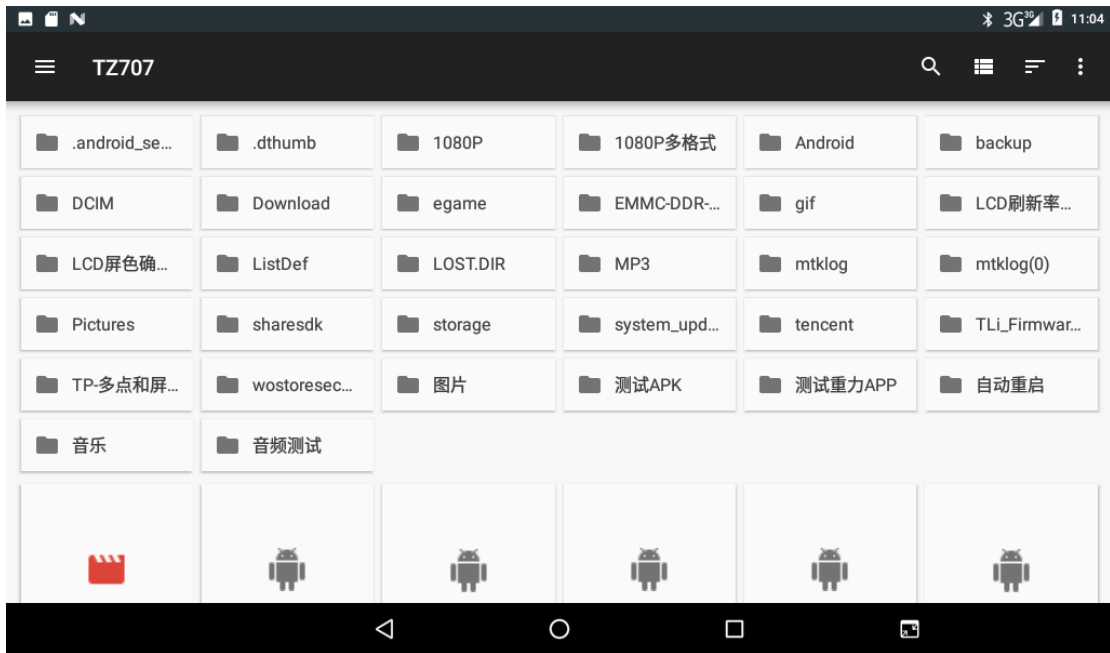 3G 3G 11:04
TZ707
.android_se... .dthumb 1080P 1080P多格式 Android backup
DCIM Download egame EMMC-DDR-... gif LCD刷新率...
LCD屏色确... ListDef LOST.DIR MP3 mtklog mtklog(0)
Pictures sharesdk storage system_upd... tencent TLi_Firmwar...
TP-多点和屏... wostoresec... 图片 测试APK 测试重力APP 自动重启
音乐 音频测试